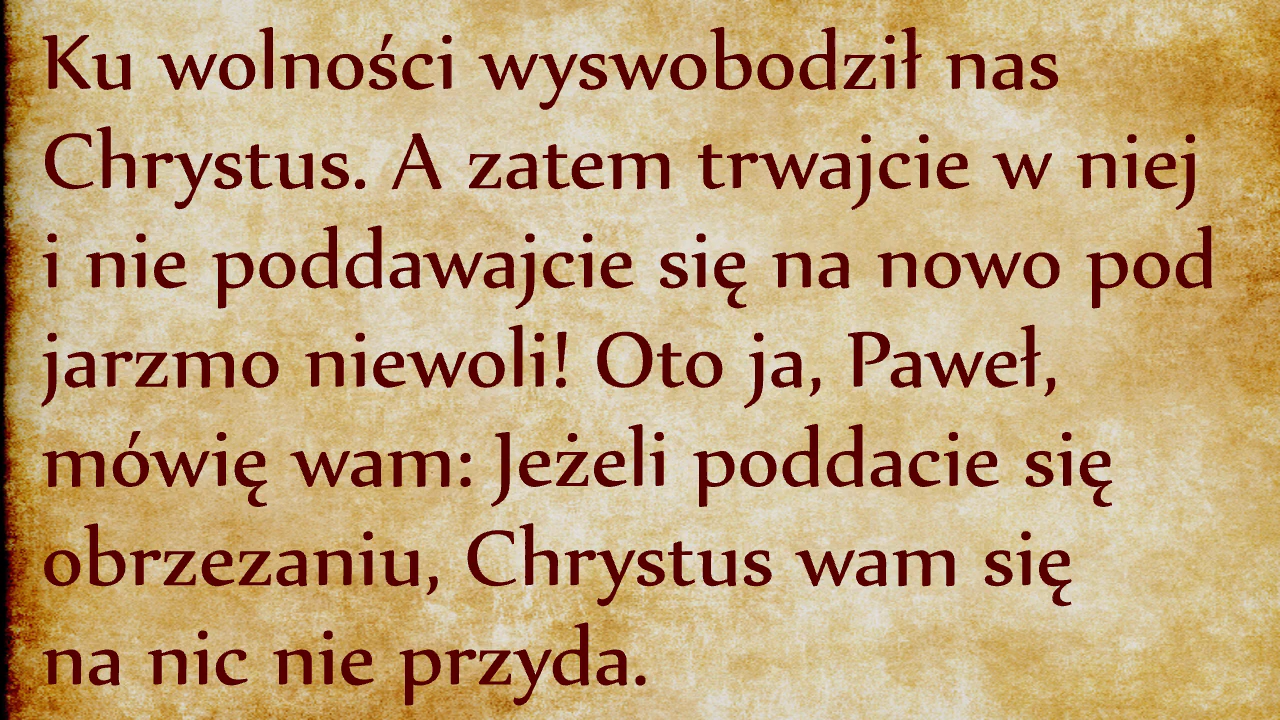 Ku wolności wyswobodził nas
Chrystus. A zatem trwajcie w niej
i nie poddawajcie się na nowo pod
jarzmo niewoli! Oto ja, Paweł,
mówię wam: Jeżeli poddacie się
obrzezaniu, Chrystus wam się
na nic nie przyda.